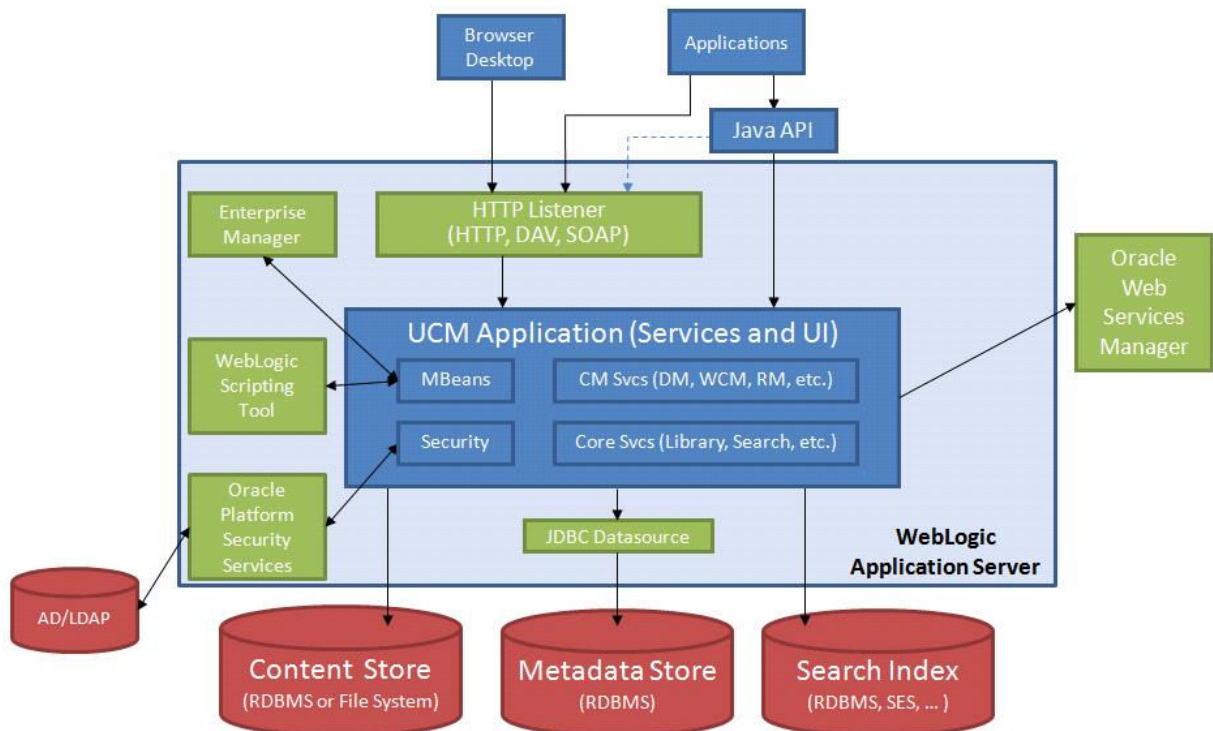 Browser
Desktop
Applications
Java API
Enterprise
Manager
HTTP Listener
(HTTP, DAV, SOAP)
Oracle
Web
Services
Manager
UCM Application (Services and UI)
WebLogic
Scripting
Tool
MBeans
CM Svcs (DM, WCM, RM, etc.)
Security
Core Svcs (Library, Search, etc.)
Oracle
Platform
Security
Services
JDBC Datasource
WebLogic
Application Server
AD/LDAP
Content Store
(RDBMS or File System)
Metadata Store
(RDBMS)
Search Index
(RDBMS, SES, ... )